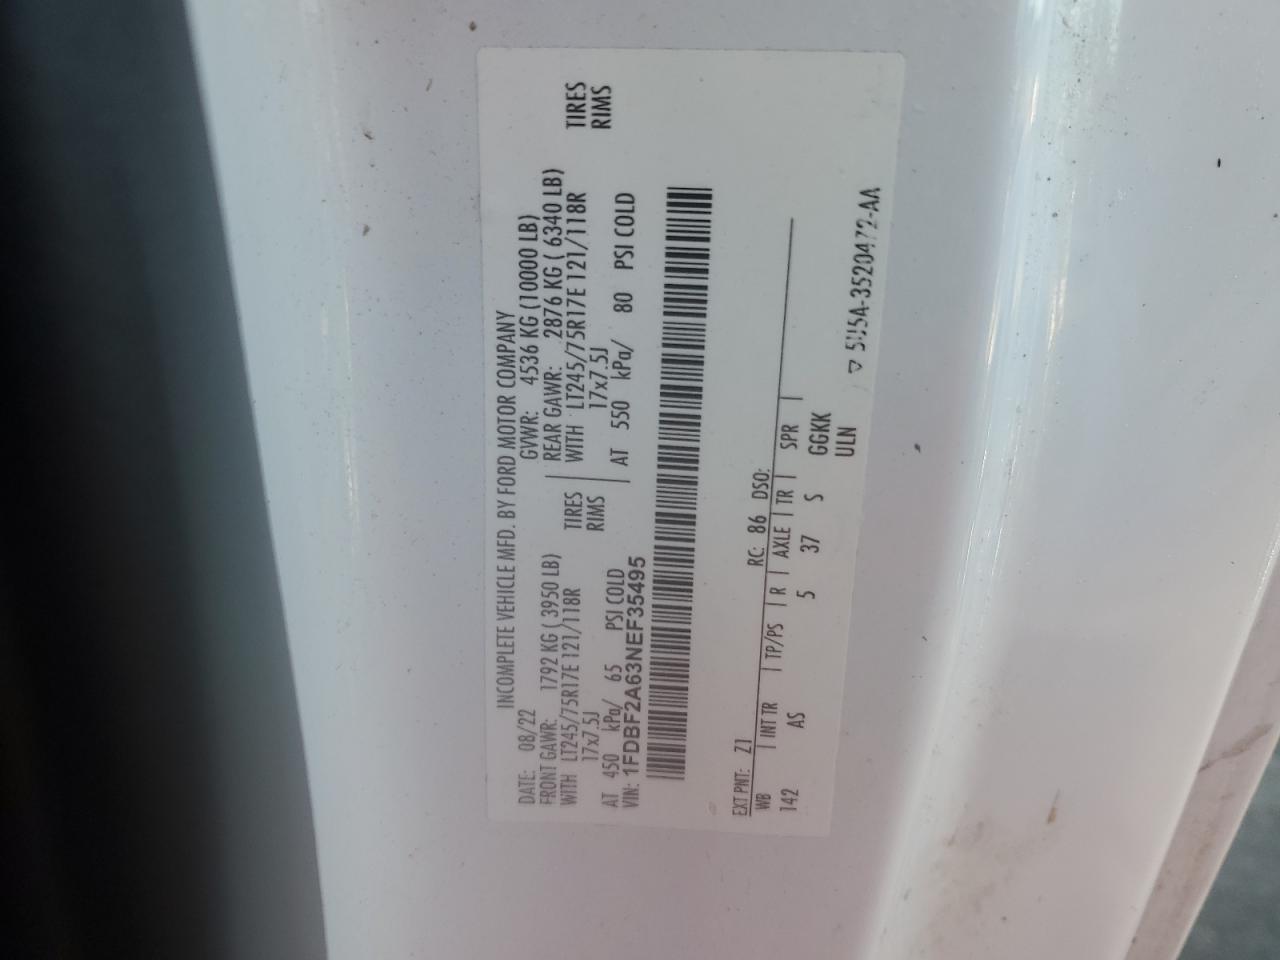 INCOMPLETE VEHICLE MFD. BY FORD MOTOR COMPANY
DATE: 08/22 GVWR: 4536 KG (10000 LB)
FRONT GAWR: 1792 KG ( 3950 LB) REAR GAWR: 2876 KG ( 6340 LB)
WITH LT245/75R17E 121/118R TIRES WITH LT245/75R17E 121/118R TIRES
17x7.5J RIMS 17x7.5J RIMS
AT 450 kPa/ 65 PSI COLD AT 550 kPa/ 80 PSI COLD
VIN: 1FDBF2A63NEF35495
EXT PNT: Z1 RC: 86 DSO:
WB | INT TR | TP/PS | R | AXLE | TR | SPR |
142 AS 5 37 S GGKK
ULN